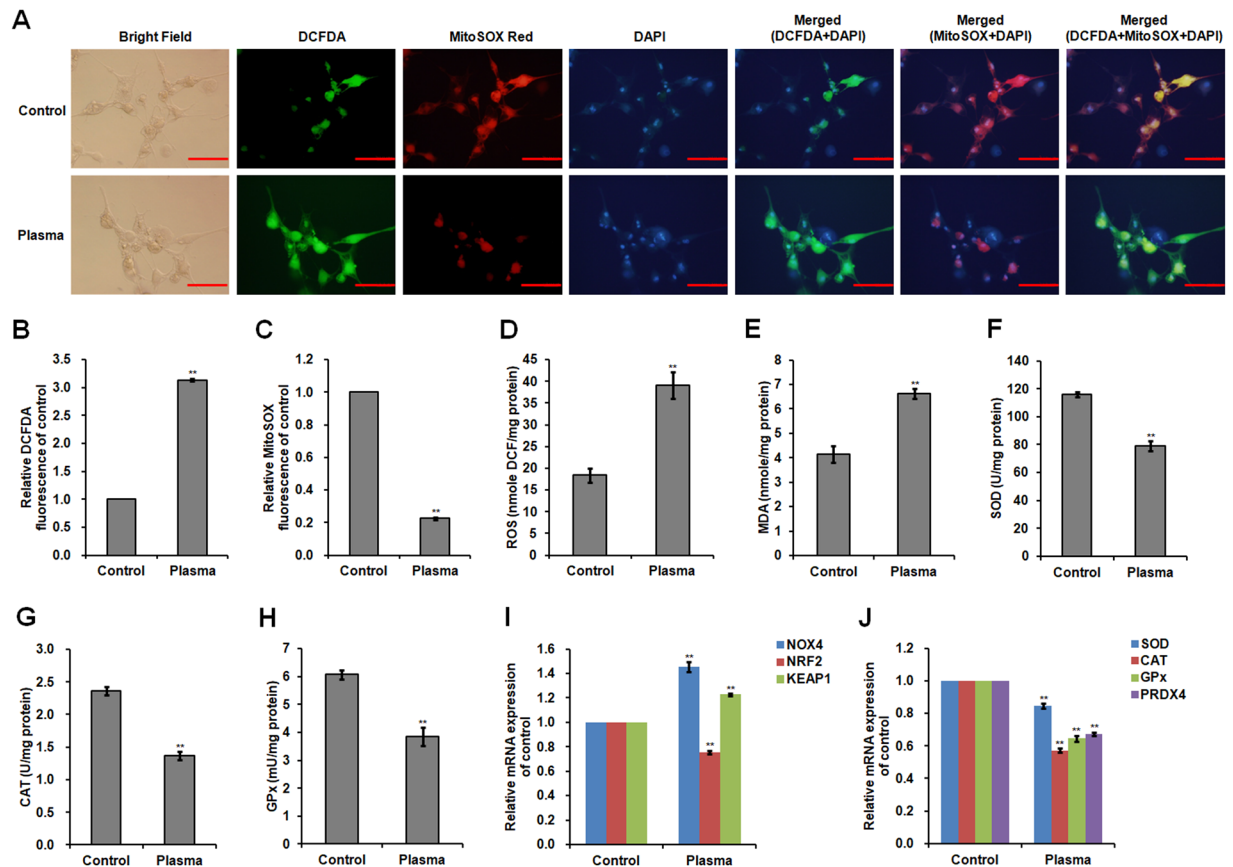 A
Bright Field
DCFDA
MitoSOX Red
DAPI
Merged
(DCFDA+DAPI)
Merged
(MitoSOX+DAPI)
Merged
(DCFDA+MitoSOX+DAPI)
Control
Plasma
B
Relative DCFDA
fluorescence of control
3.5
3.0
2.5
2.0
1.5
1.0
0.5
0.0
**
Control Plasma
C
Relative MitoSOX
fluorescence of control
1.2
1.0
0.8
0.6
0.4
0.2
0.0
**
Control Plasma
D
ROS (nmole DCF/mg protein)
45
40
35
30
25
20
15
10
5
0
**
Control Plasma
E
MDA (nmole/mg protein)
8
7
6
5
4
3
2
1
0
**
Control Plasma
F
SOD (U/mg protein)
140
120
100
80
60
40
20
0
**
Control Plasma
G
CAT (U/mg protein)
3.0
2.5
2.0
1.5
1.0
0.5
0.0
**
Control Plasma
H
GPx (mU/mg protein)
7
6
5
4
3
2
1
0
**
Control Plasma
I
Relative mRNA expression
of control
1.6
1.4
1.2
1.0
0.8
0.6
0.4
0.2
0.0
** ** **
Control Plasma
NOX4
NRF2
KEAP1
J
Relative mRNA expression
of control
1.2
1.0
0.8
0.6
0.4
0.2
0.0
** ** ** **
Control Plasma
SOD
CAT
GPx
PRDX4